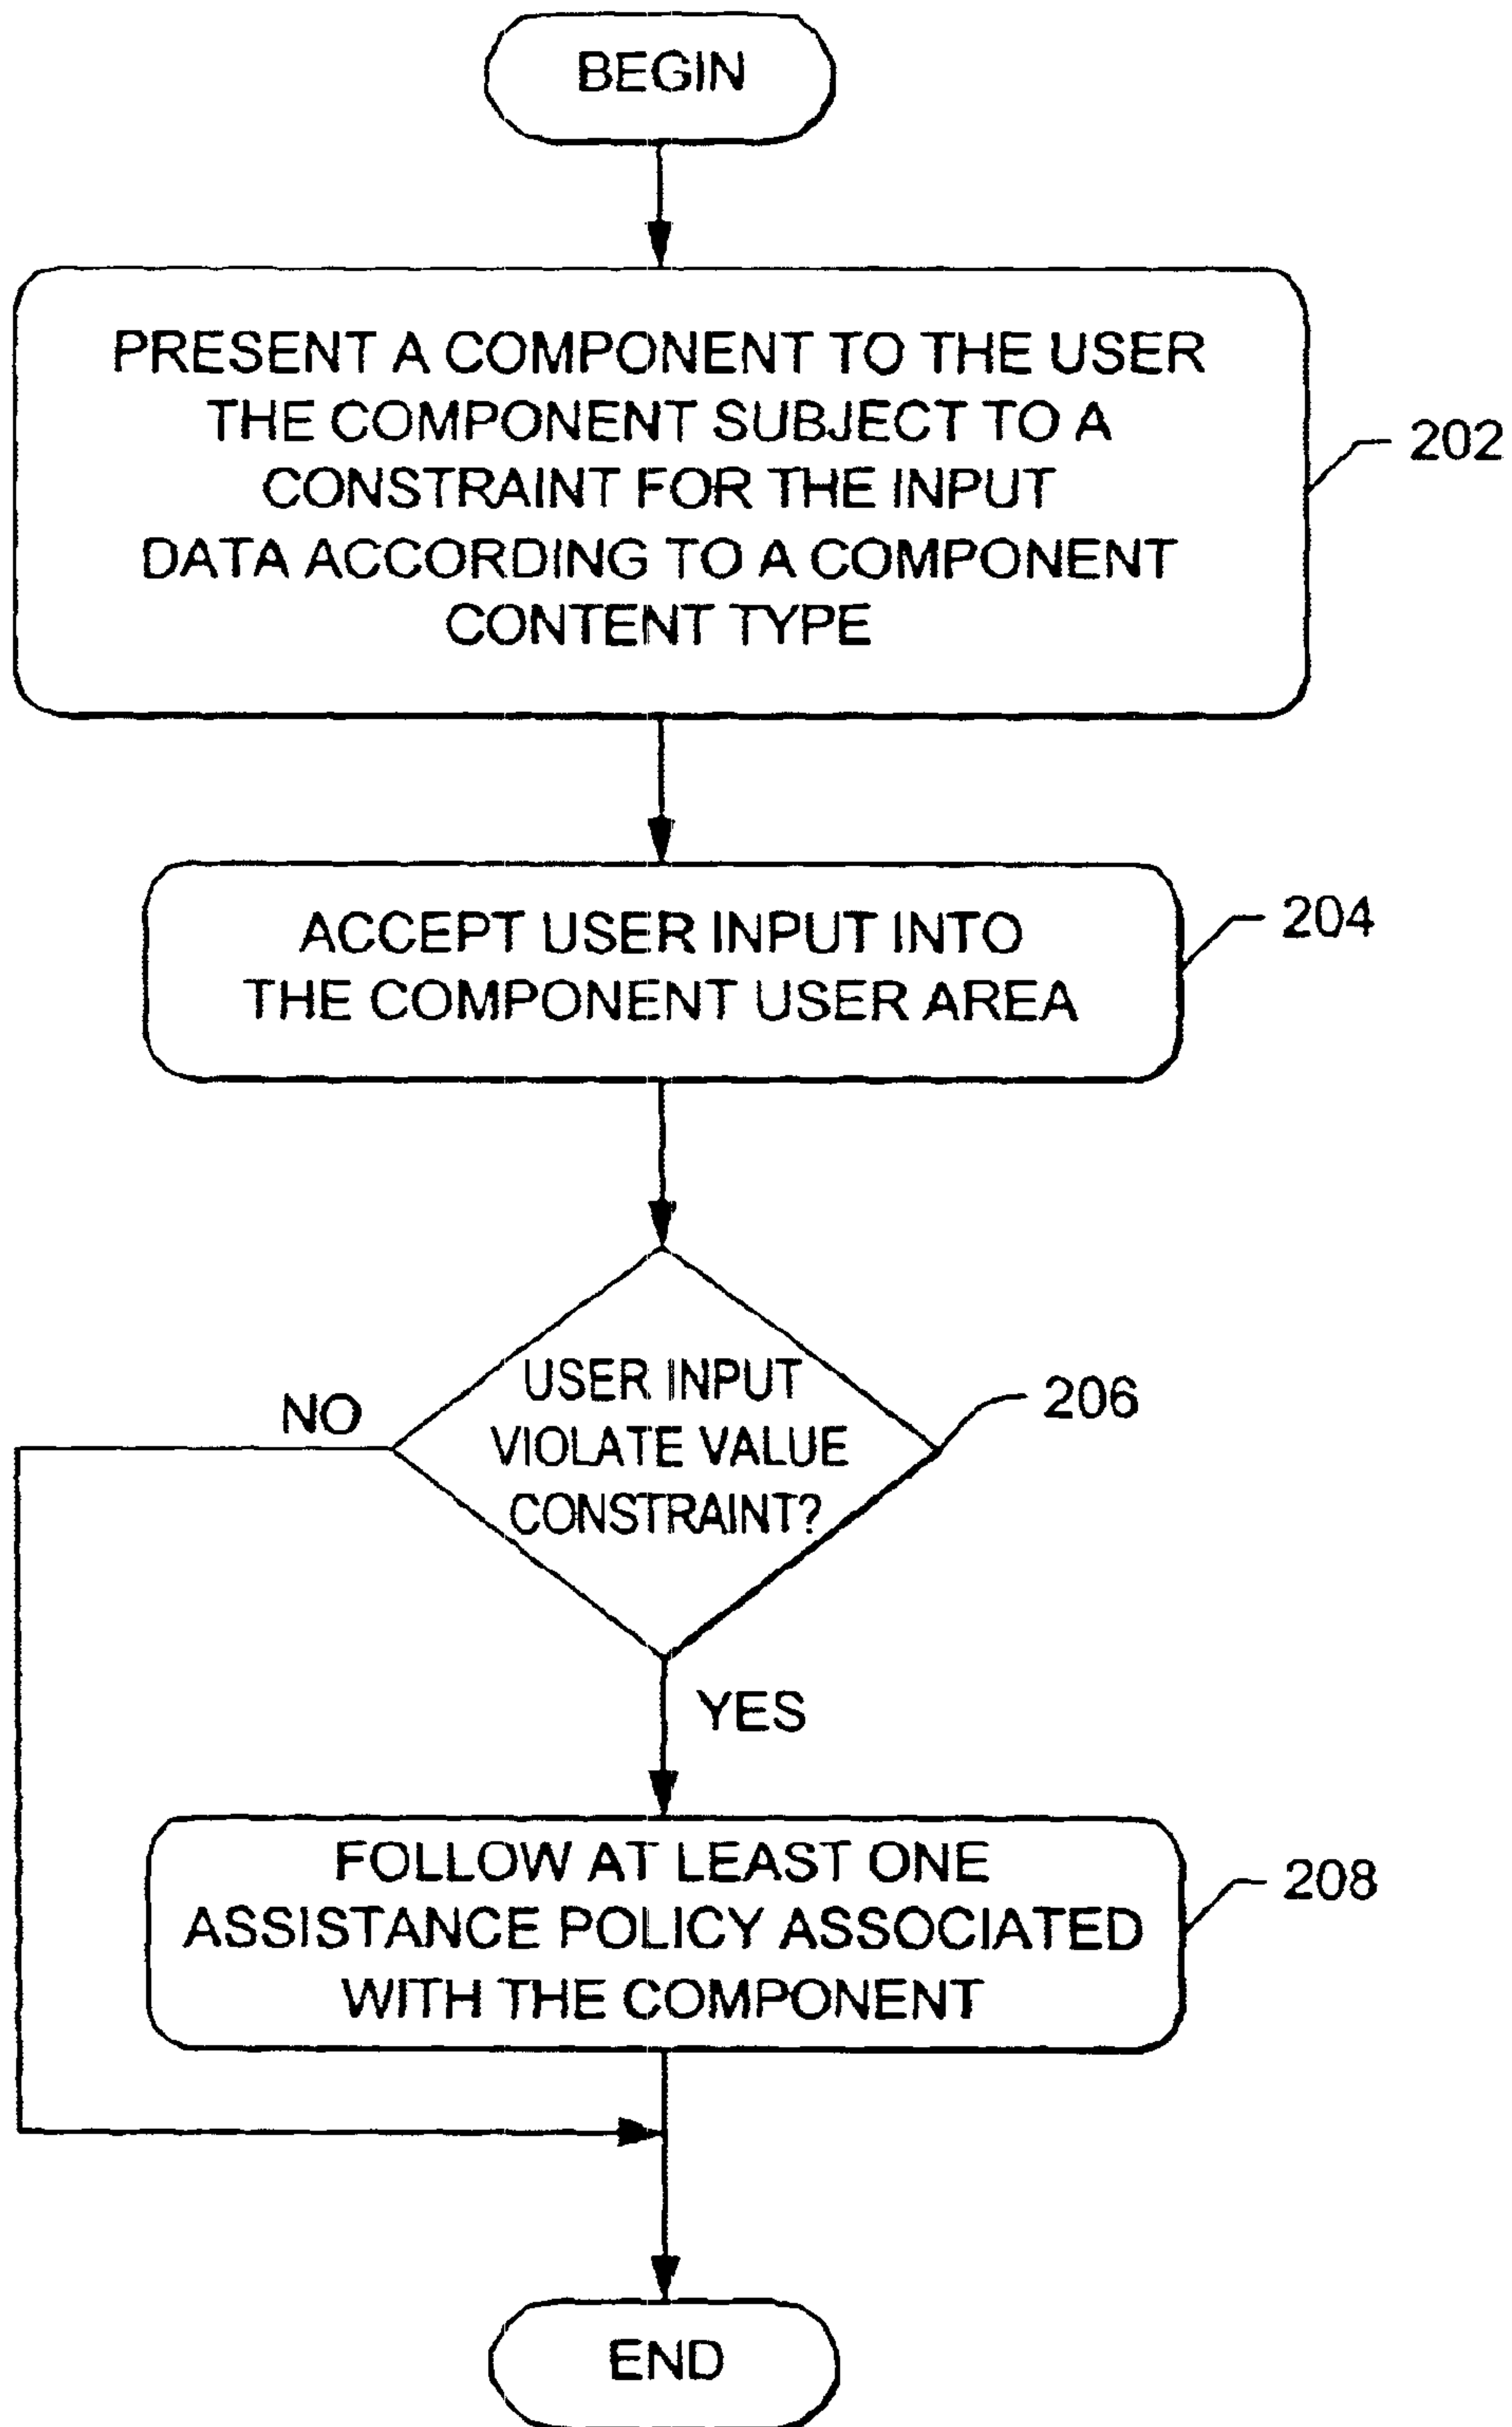 BEGIN
PRESENT A COMPONENT TO THE USER
THE COMPONENT SUBJECT TO A
CONSTRAINT FOR THE INPUT
DATA ACCORDING TO A COMPONENT
CONTENT TYPE
202
ACCEPT USER INPUT INTO
THE COMPONENT USER AREA
204
USER INPUT
VIOLATE VALUE
CONSTRAINT?
206
NO
YES
FOLLOW AT LEAST ONE
ASSISTANCE POLICY ASSOCIATED
WITH THE COMPONENT
208
END